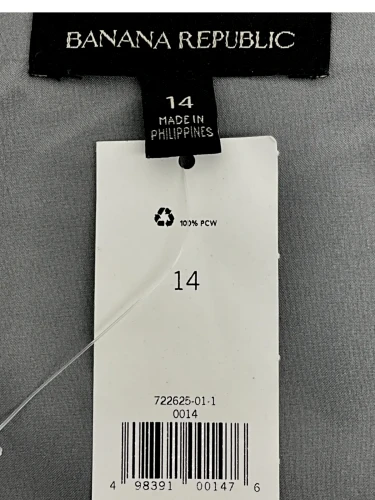 BANANA REPUBLIC
14
MADE IN
PHILIPPINES
100% PCW
14
722625-01-1
0014
4 98391 00147 6